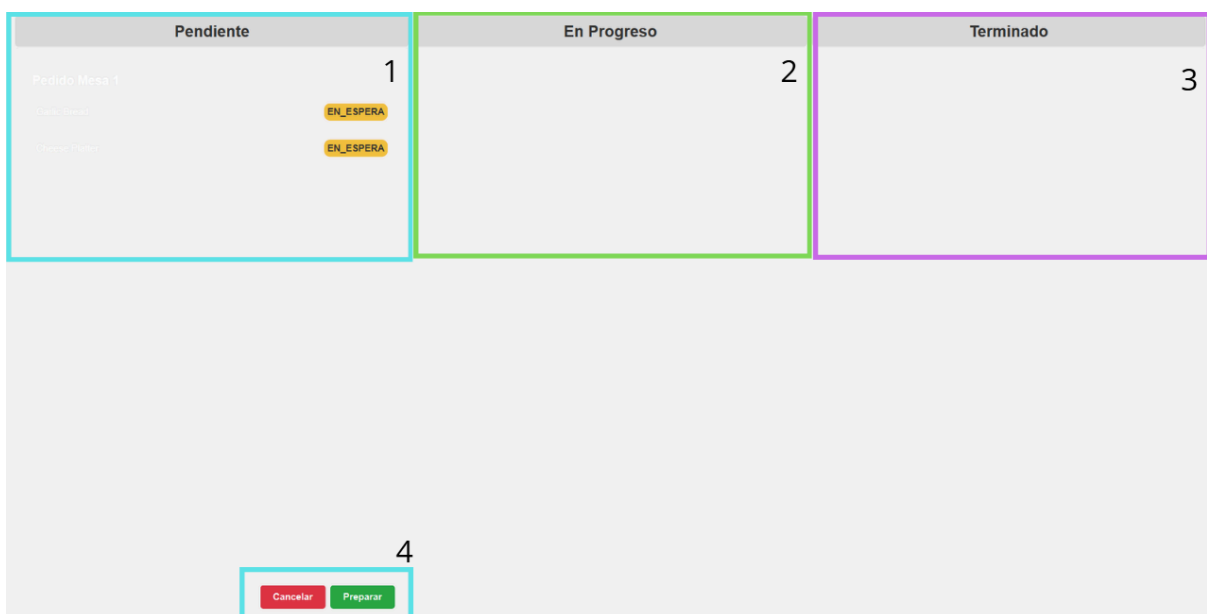 Pendiente
En Progreso
Terminado
1
2
3
Pedido Mesa 1
EN_ESPERA
EN_ESPERA
4
Cancelar
Preparar